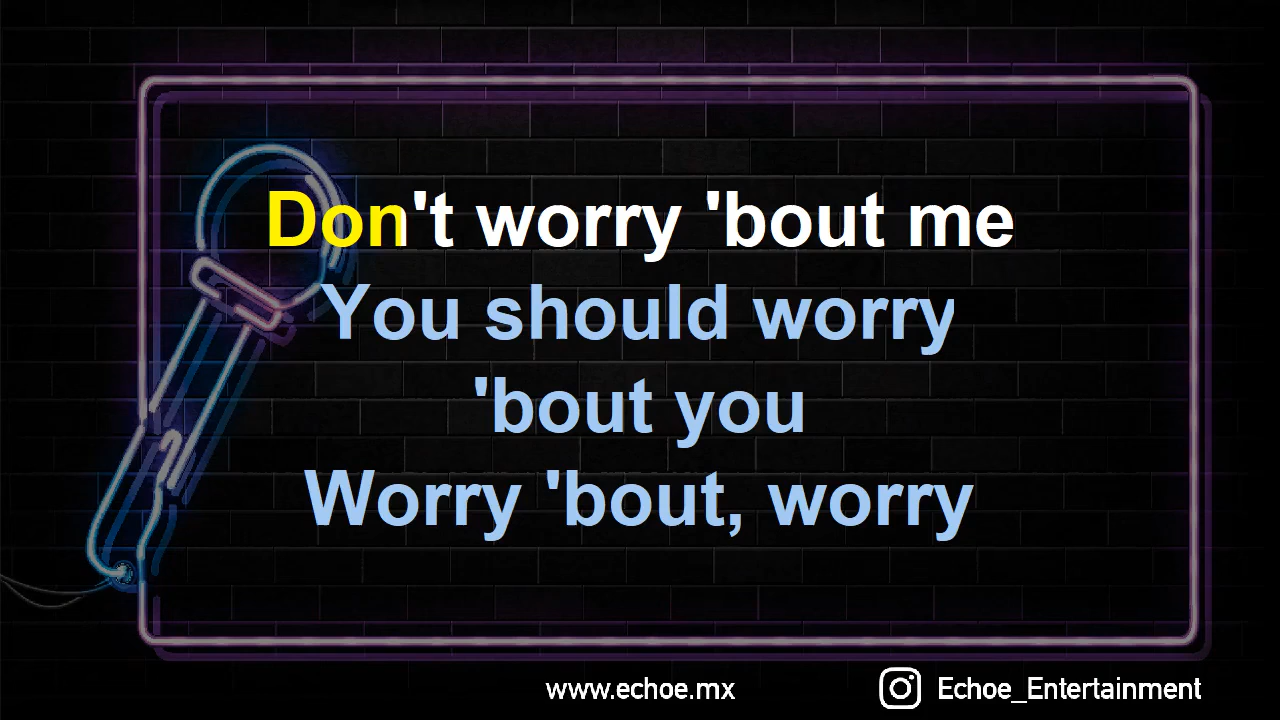 Don't worry 'bout me
You should worry
'bout you
Worry 'bout, worry
www.echoe.mx
Echoe_Entertainment